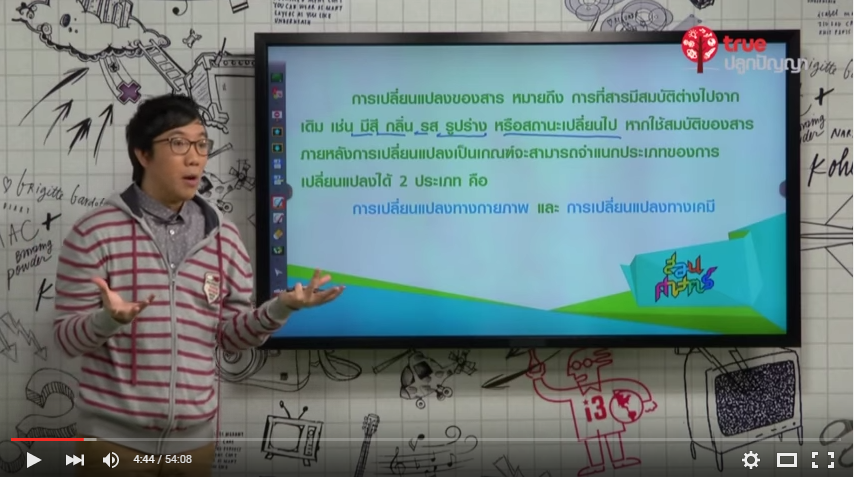 true
ปลูกปัญญา
การเปลี่ยนแปลงของสาร หมายถึง การที่สารมีสมบัติต่างไปจาก
เดิม เช่น มีสี กลิ่น รส รูปร่าง หรือสถานะเปลี่ยนไป หากใช้สมบัติของสาร
ภายหลังการเปลี่ยนแปลงเป็นเกณฑ์จะสามารถจำแนกประเภทของการ
เปลี่ยนแปลงได้ 2 ประเภท คือ
การเปลี่ยนแปลงทางกายภาพ และ การเปลี่ยนแปลงทางเคมี
สอน
ศาสตร์
Brigitte
powder
i3
4:44 / 54:08